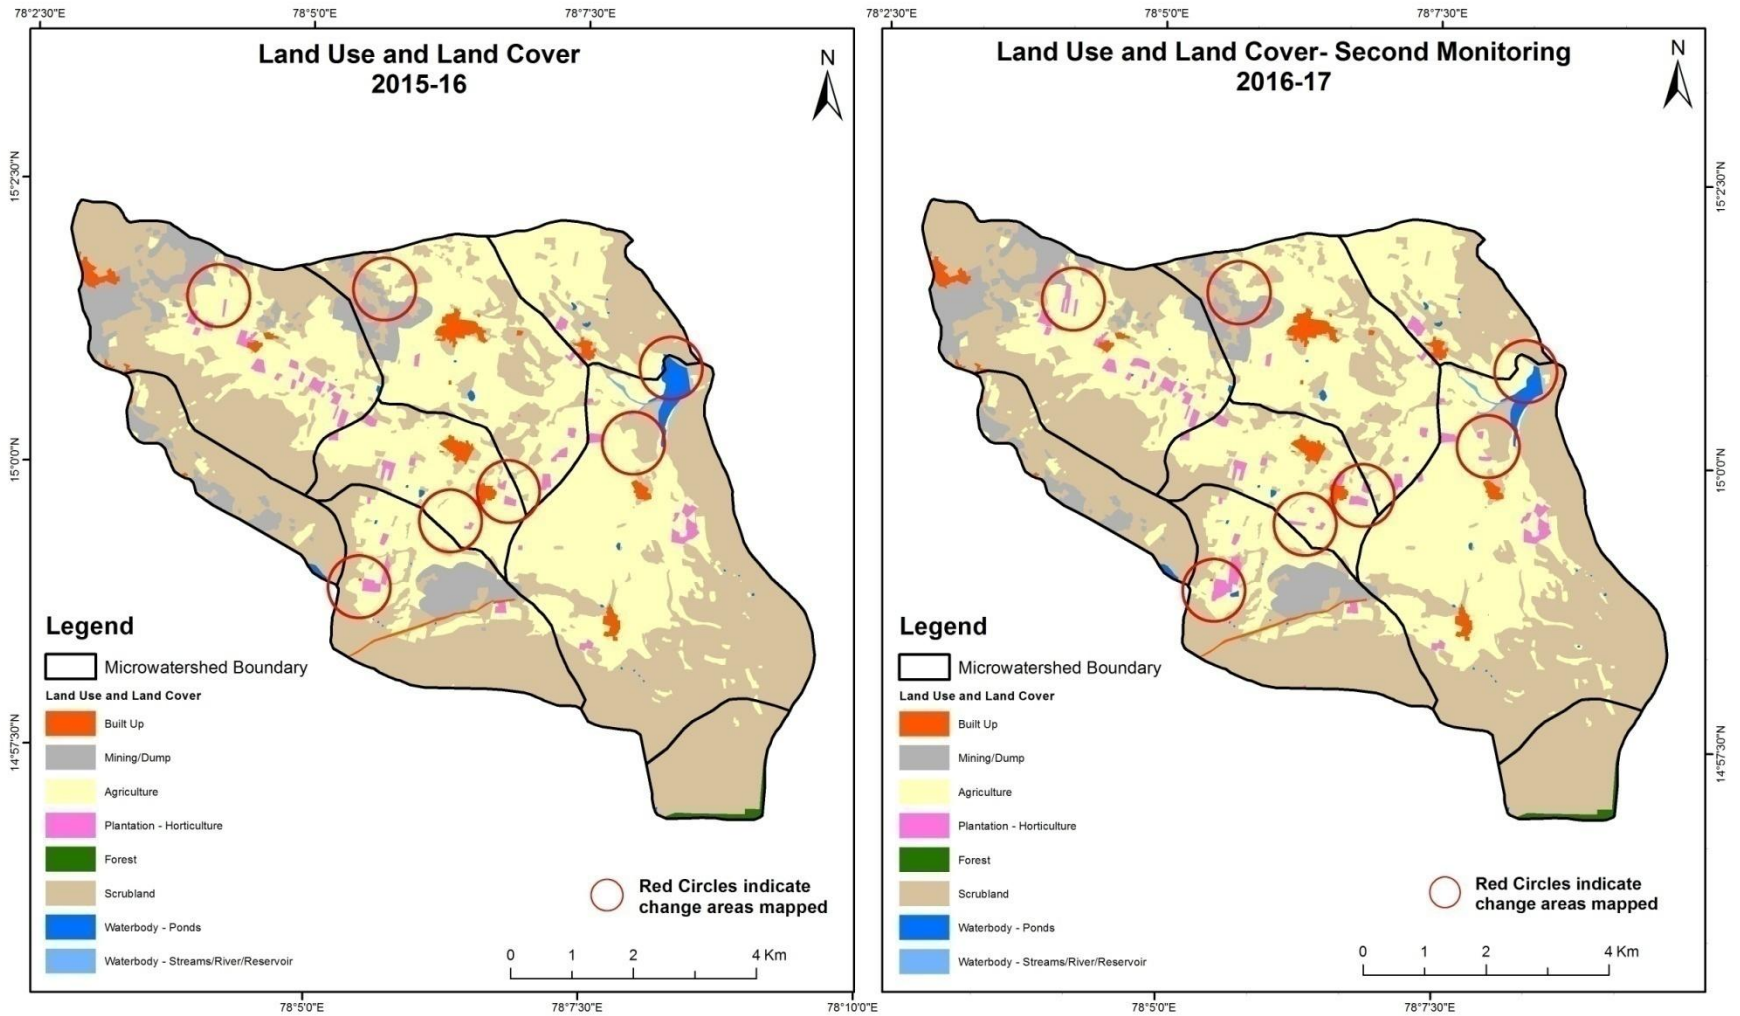 78°2'30"E
78°5'0"E
78°7'30"E
Land Use and Land Cover
2015-16
N
15°2'30"N
15°0'0"N
14°57'30"N
Legend
Microwatershed Boundary
Land Use and Land Cover
Built Up
Mining/Dump
Agriculture
Plantation - Horticulture
Forest
Scrubland
Waterbody - Ponds
Waterbody - Streams/River/Reservoir
Red Circles indicate
change areas mapped
0 1 2 4 Km
78°5'0"E
78°7'30"E
78°10'0"E
78°2'30"E
78°5'0"E
78°7'30"E
Land Use and Land Cover- Second Monitoring
2016-17
N
15°2'30"N
15°0'0"N
14°57'30"N
Legend
Microwatershed Boundary
Land Use and Land Cover
Built Up
Mining/Dump
Agriculture
Plantation - Horticulture
Forest
Scrubland
Waterbody - Ponds
Waterbody - Streams/River/Reservoir
Red Circles indicate
change areas mapped
0 1 2 4 Km
78°5'0"E
78°7'30"E